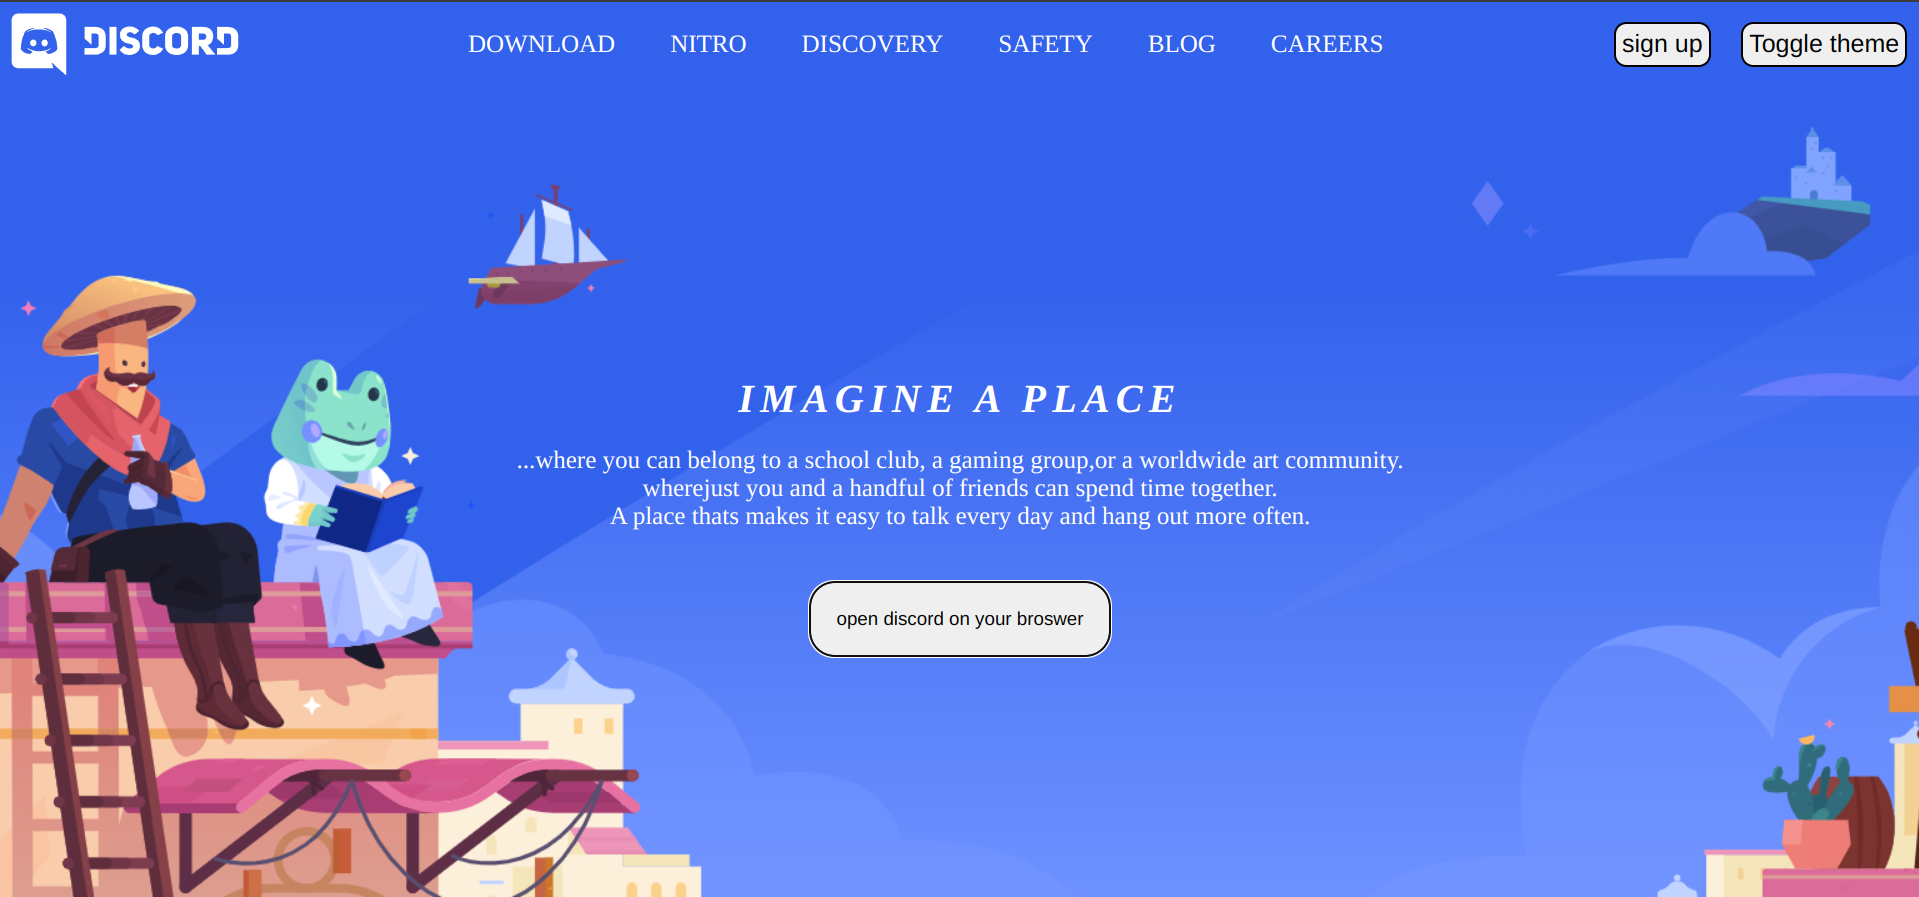 DISCORD
DOWNLOAD NITRO DISCOVERY SAFETY BLOG CAREERS
sign up
Toggle theme
IMAGINE A PLACE
...where you can belong to a school club, a gaming group,or a worldwide art community.
wherejust you and a handful of friends can spend time together.
A place thats makes it easy to talk every day and hang out more often.
open discord on your broswer